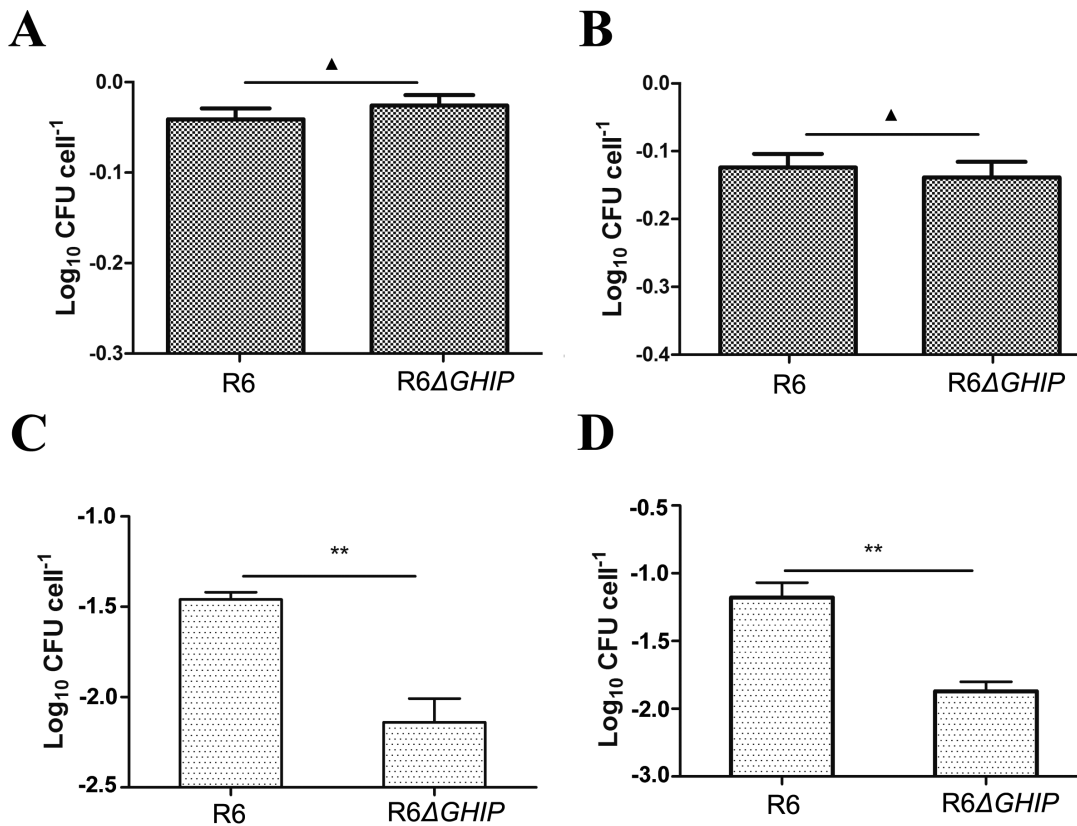 A
▲
Log₁₀ CFU cell⁻¹
0.0
-0.1
-0.2
-0.3
R6
R6ΔGHIP
B
▲
Log₁₀ CFU cell⁻¹
0.0
-0.1
-0.2
-0.3
-0.4
R6
R6ΔGHIP
C
**
Log₁₀ CFU cell⁻¹
-1.0
-1.5
-2.0
-2.5
R6
R6ΔGHIP
D
**
Log₁₀ CFU cell⁻¹
-0.5
-1.0
-1.5
-2.0
-3.0
R6
R6ΔGHIP